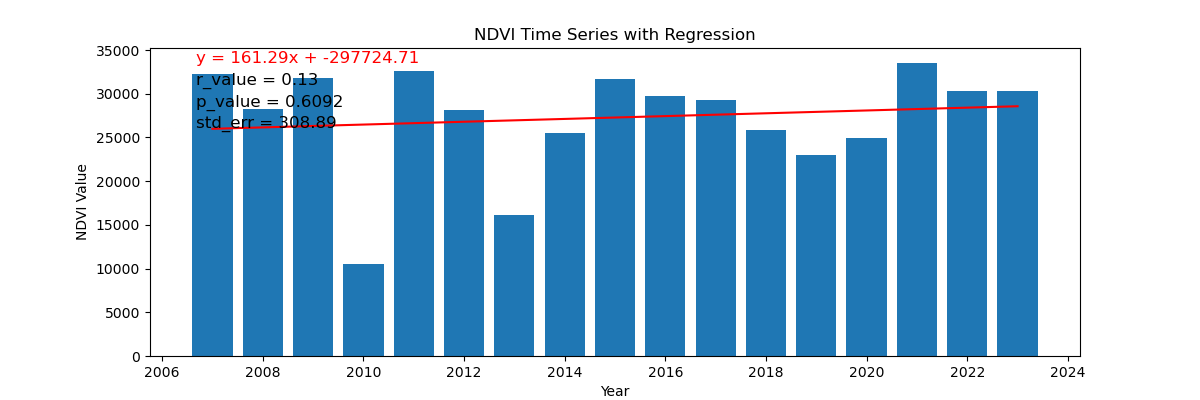 NDVI Time Series with Regression
y = 161.29x + -297724.71
r_value = 0.13
p_value = 0.6092
std_err = 308.89
NDVI Value
35000
30000
25000
20000
15000
10000
5000
0
2006 2008 2010 2012 2014 2016 2018 2020 2022 2024
Year